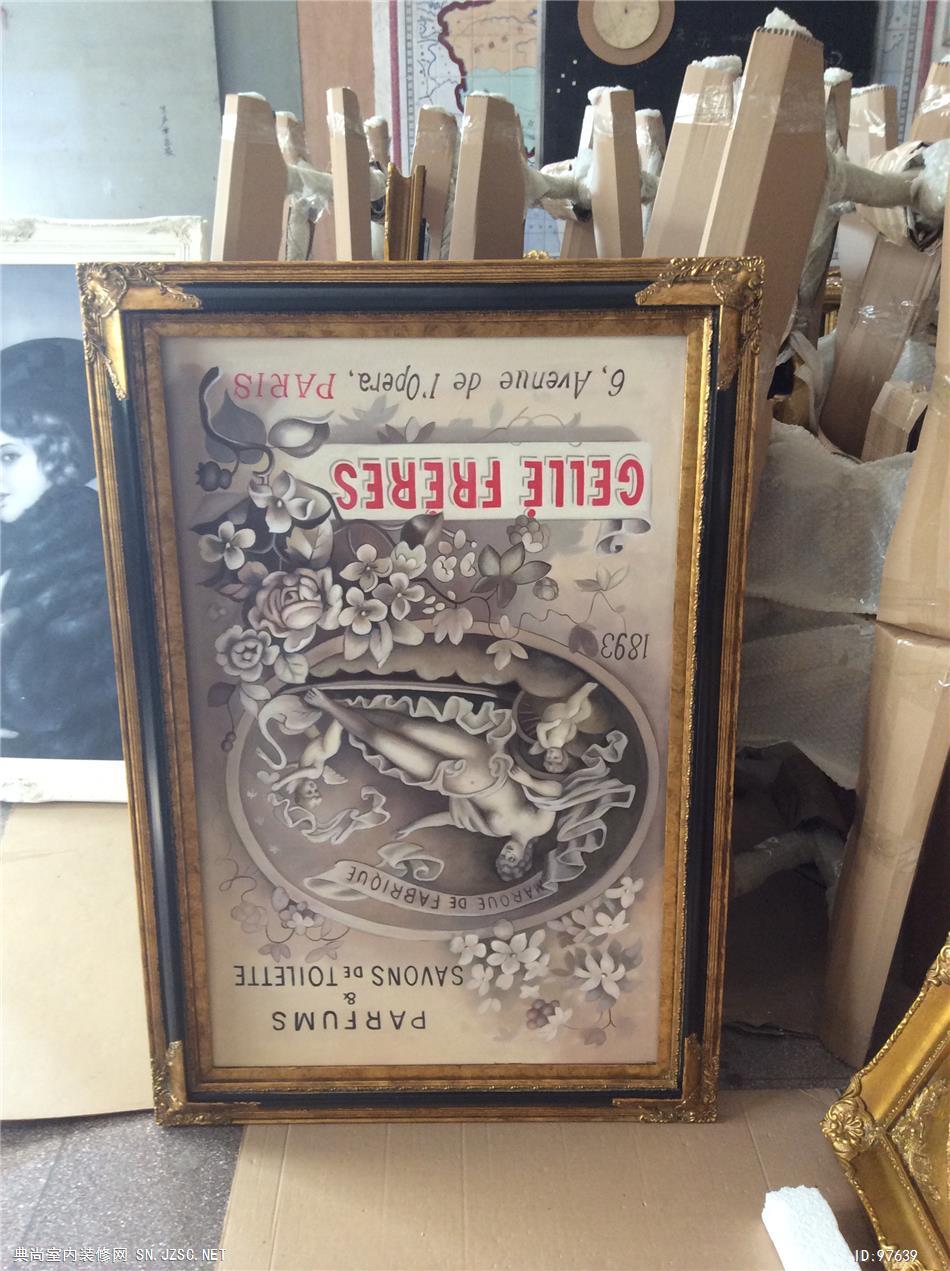 PARFUMS
&
SAVONS DE TOILETTE
MARQUE DE FABRIQUE
1893
GELLÉ FRÉRES
6, Avenue de l'Opera, PARIS
典尚室内装修网 SN.JZSC.NET
ID:97639